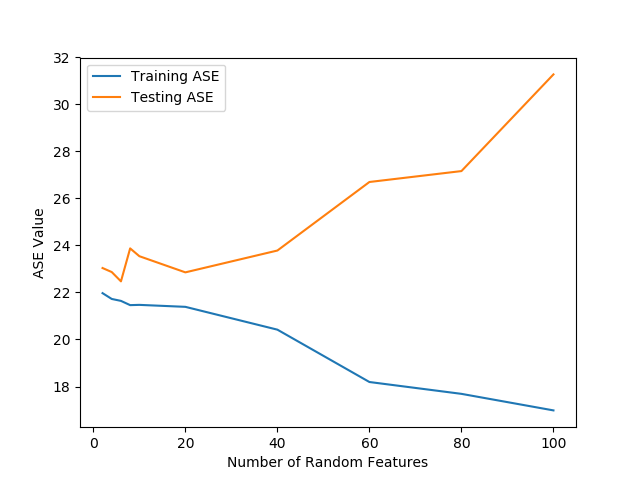 Training ASE
Testing ASE
32
30
28
26
24
22
20
18
ASE Value
0 20 40 60 80 100
Number of Random Features